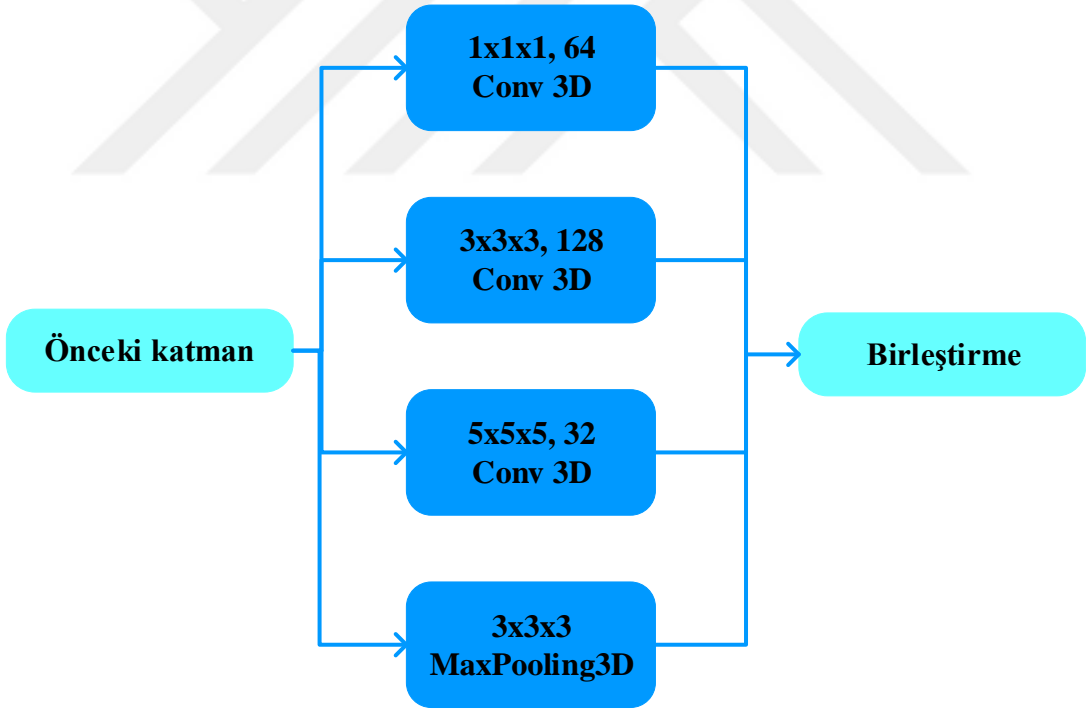 1x1x1, 64
Conv 3D
3x3x3, 128
Conv 3D
Önceki katman
Birleştirme
5x5x5, 32
Conv 3D
3x3x3
MaxPooling3D